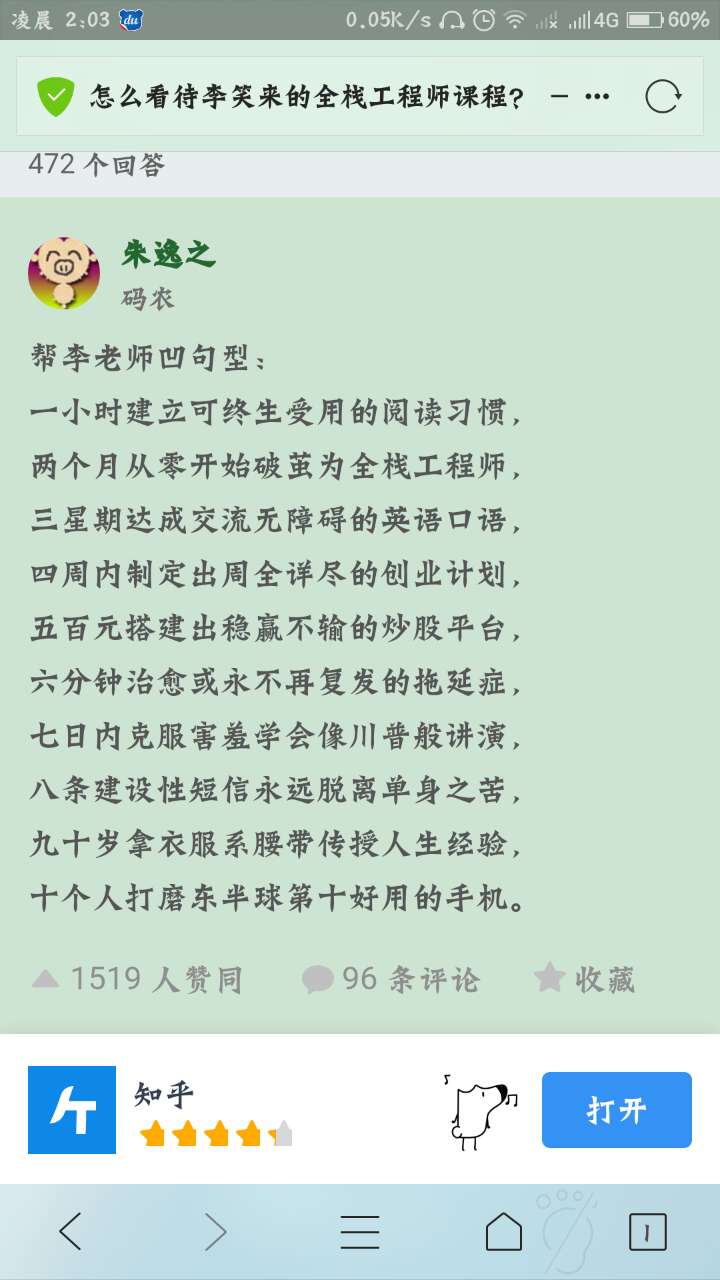 凌晨 2:03 du 0.05K/s 4G 60%
怎么看待李笑来的全栈工程师课程?
472 个回答
朱逸之
码农
帮李老师凹句型；
一小时建立可终生受用的阅读习惯，
两个月从零开始破茧为全栈工程师，
三星期达成交流无障碍的英语口语，
四周内制定出周全详尽的创业计划，
五百元搭建出稳赢不输的炒股平台，
六分钟治愈或永不再复发的拖延症，
七日内克服害羞学会像川普般讲演，
八条建设性短信永远脱离单身之苦，
九十岁拿衣服系腰带传授人生经验，
十个人打磨东半球第十好用的手机。
1519 人赞同 96 条评论 收藏
知乎
打开
1